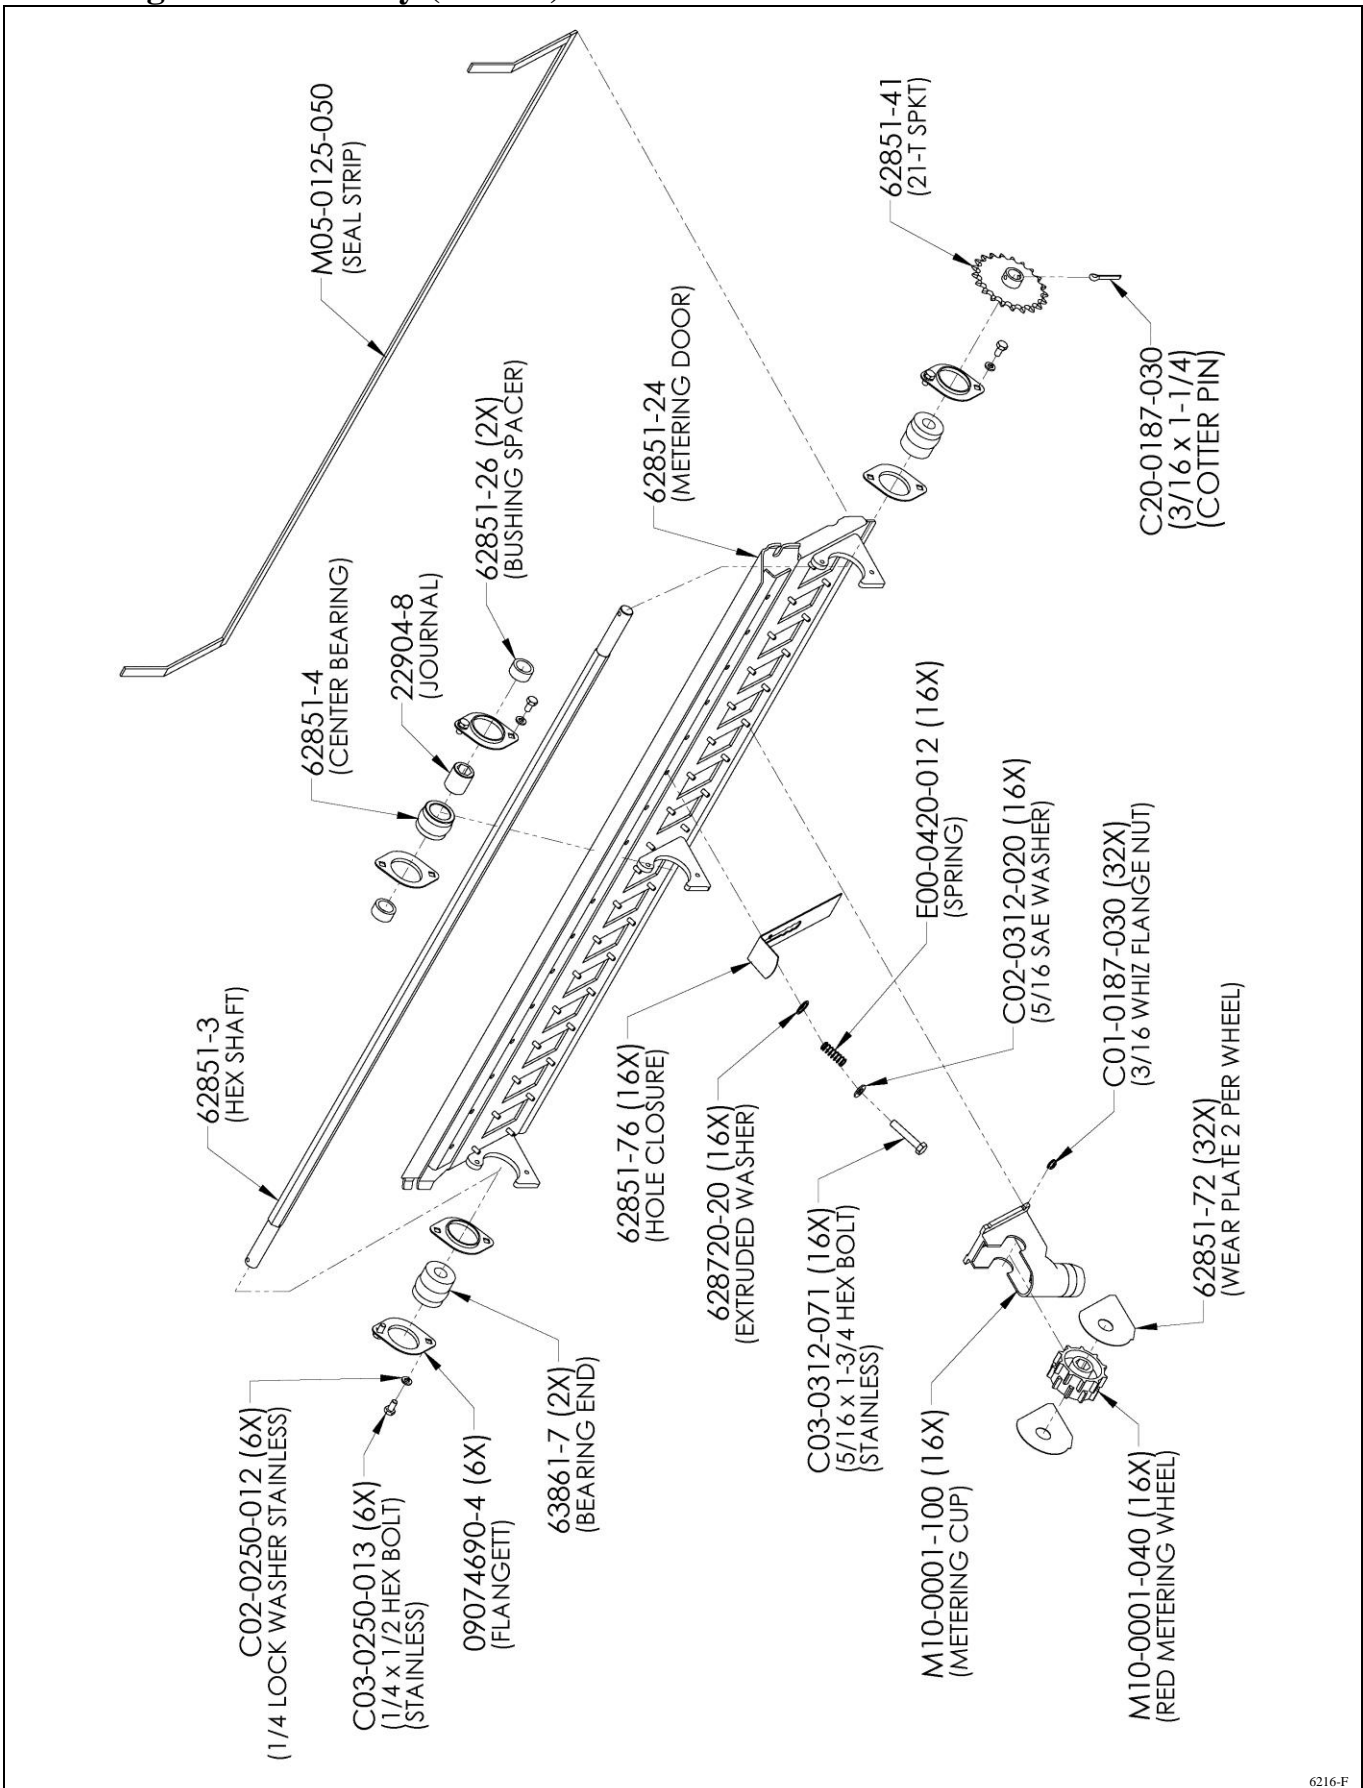 M05-0125-050
(SEAL STRIP)
62851-41
(21-T SPKT)
62851-26 (2X)
(BUSHING SPACER)
62851-24
(METERING DOOR)
62851-4
(CENTER BEARING)
22904-8
(JOURNAL)
C20-0187-030
(3/16 x 1-1/4)
(COTTER PIN)
62851-3
(HEX SHAFT)
E00-0420-012 (16X)
(SPRING)
C02-0312-020 (16X)
(5/16 SAE WASHER)
C01-0187-030 (32X)
(3/16 WHIZ FLANGE NUT)
62851-76 (16X)
(HOLE CLOSURE)
628720-20 (16X)
(EXTRUDED WASHER)
62851-72 (32X)
(WEAR PLATE 2 PER WHEEL)
C03-0312-071 (16X)
(5/16 x 1-3/4 HEX BOLT)
(STAINLESS)
C02-0250-012 (6X)
(1/4 LOCK WASHER STAINLESS)
C03-0250-013 (6X)
(1/4 x 1/2 HEX BOLT)
(STAINLESS)
09074690-4 (6X)
(FLANGETT)
63861-7 (2X)
(BEARING END)
M10-0001-100 (16X)
(METERING CUP)
M10-0001-040 (16X)
(RED METERING WHEEL)
6216-F